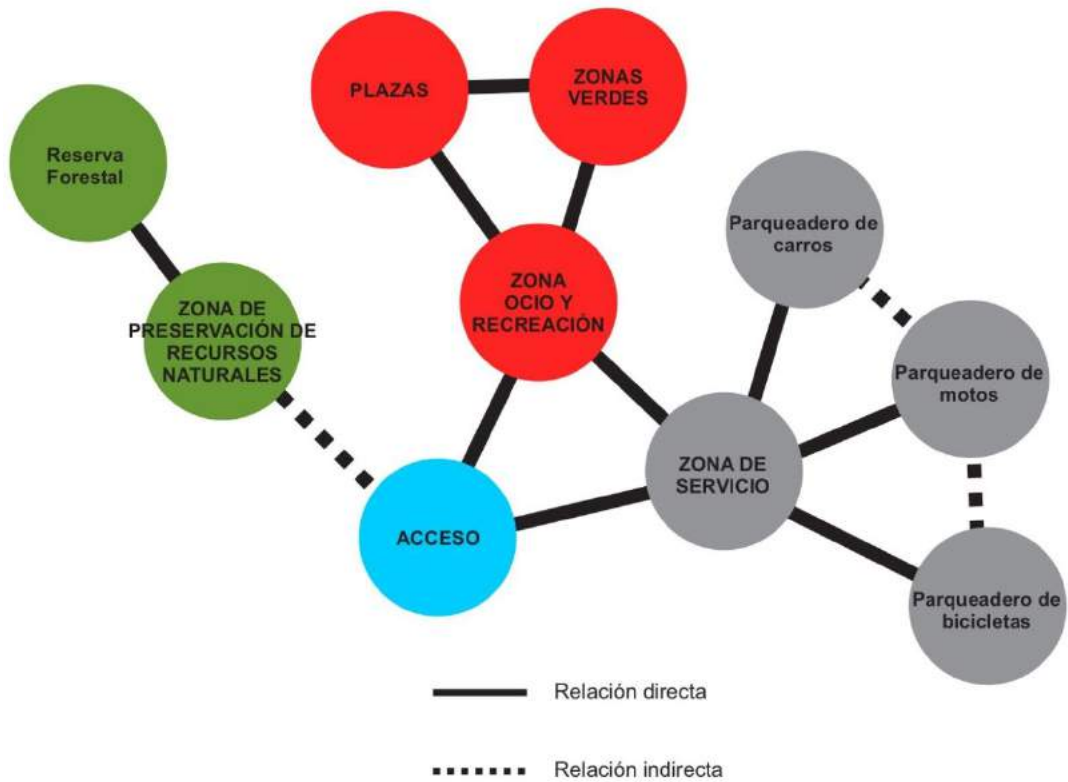 PLAZAS
ZONAS
VERDES
Reserva
Forestal
Parqueadero de
carros
ZONA
OCIO Y
RECREACIÓN
ZONA DE
PRESERVACIÓN DE
RECURSOS
NATURALES
Parqueadero de
motos
ZONA DE
SERVICIO
ACCESO
Parqueadero de
bicicletas
Relación directa
Relación indirecta